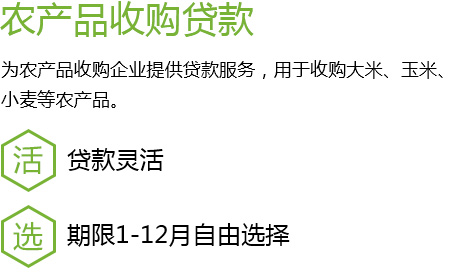 农产品收购贷款
为农产品收购企业提供贷款服务，用于收购大米、玉米、
小麦等农产品。
活 贷款灵活
选 期限1-12月自由选择